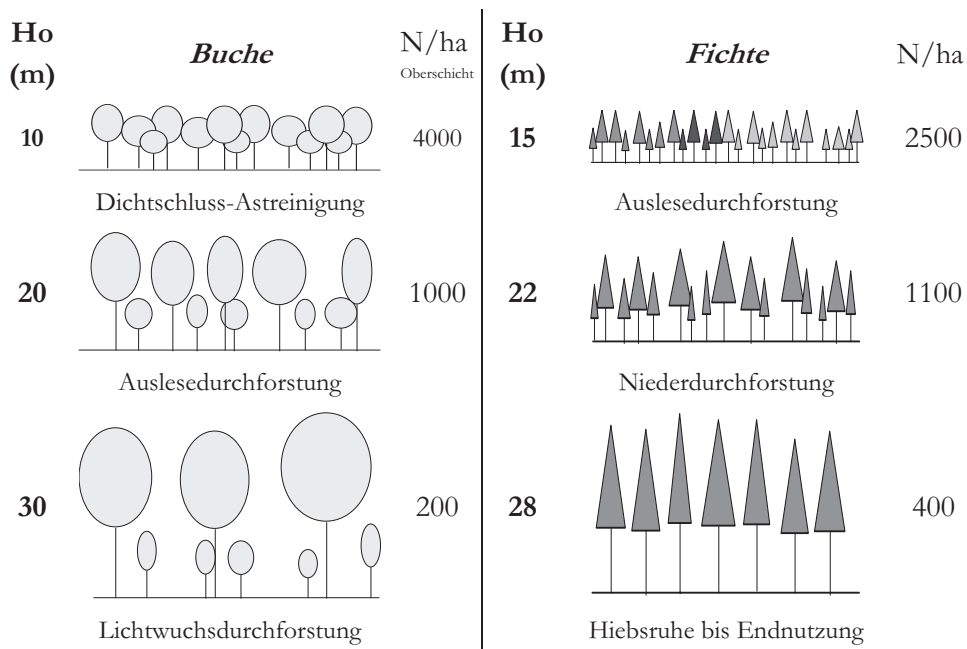 Ho
(m)
Buche
N/ha
Oberschicht
10
4000
Dichtschluss-Astreinigung
20
1000
Auslesedurchforstung
30
200
Lichtwuchsdurchforstung
Ho
(m)
Fichte
N/ha
15
2500
Auslesedurchforstung
22
1100
Niederdurchforstung
28
400
Hiebsruhe bis Endnutzung